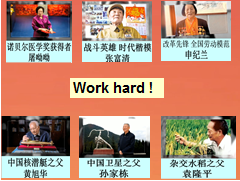 诺贝尔医学奖获得者
屠呦呦
战斗英雄 时代楷模
张富清
改革先锋 全国劳动模范
申纪兰
Work hard !
中国核潜艇之父
黄旭华
中国卫星之父
孙家栋
杂交水稻之父
袁隆平